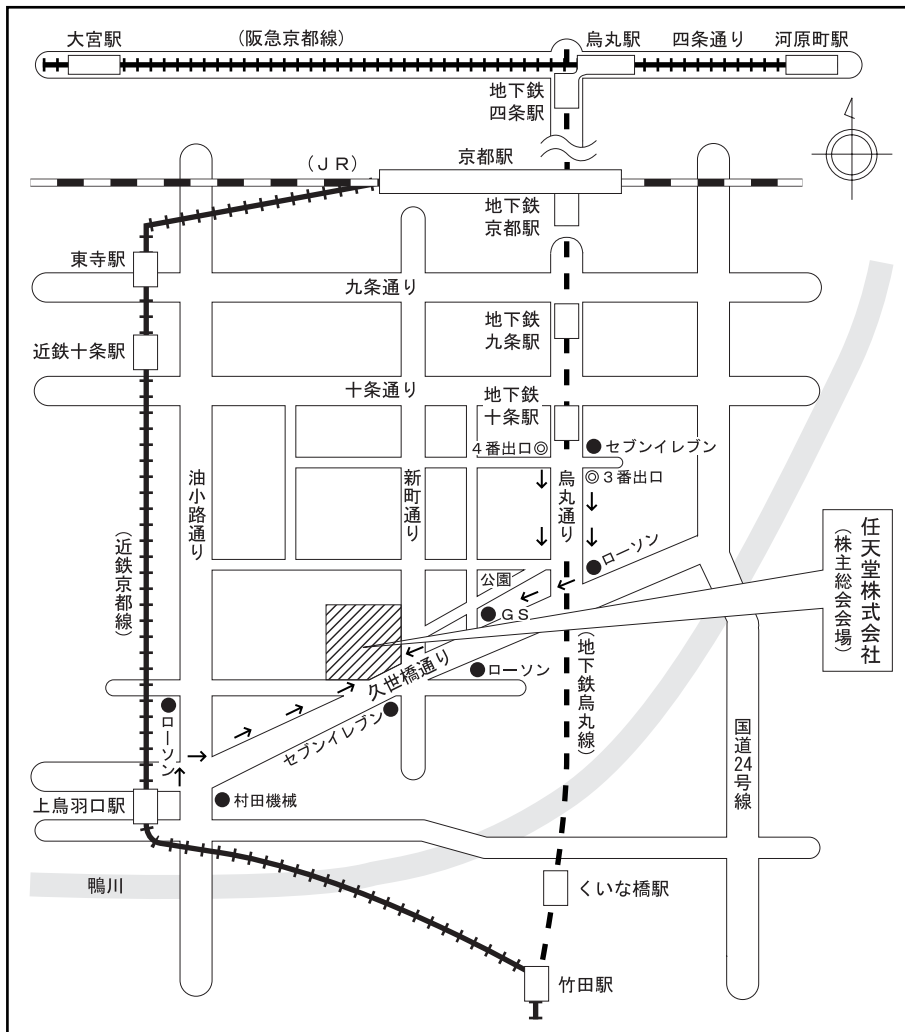 大宮駅
(阪急京都線)
烏丸駅
四条通り
河原町駅
地下鉄
四条駅
(JR)
京都駅
地下鉄
京都駅
東寺駅
九条通り
地下鉄
九条駅
近鉄十条駅
十条通り
地下鉄
十条駅
4番出口◎
セブンイレブン
◎3番出口
油小路通り
新町通り
烏丸通り
(近鉄京都線)
ローソン
公園
GS
任天堂株式会社
(株主総会会場)
久世橋通り
ローソン
(地下鉄烏丸線)
ローソン
セブンイレブン
国道24号線
上鳥羽口駅
村田機械
鴨川
くいな橋駅
竹田駅